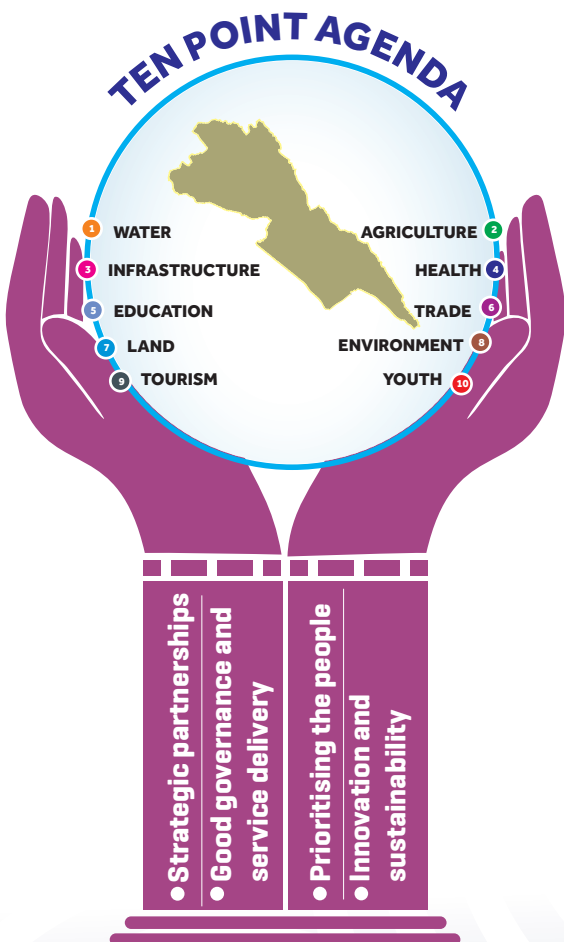 TEN POINT AGENDA
1 WATER
AGRICULTURE 2
3 INFRASTRUCTURE
HEALTH 4
5 EDUCATION
TRADE 6
7 LAND
ENVIRONMENT 8
9 TOURISM
YOUTH 10
• Strategic partnerships
• Good governance and
service delivery
• Prioritising the people
• Innovation and
sustainability